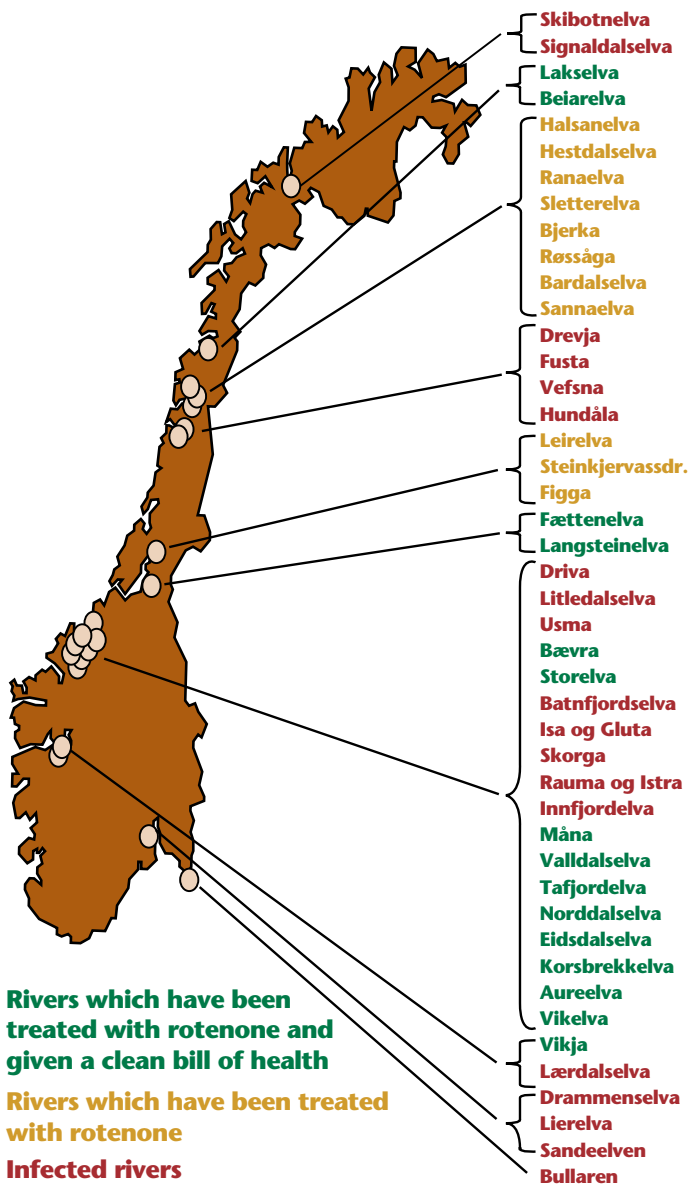 Skibotnelva
Signaldalselva
Lakselva
Beiarelva
Halsanelva
Hestdalselva
Ranaelva
Sletterelva
Bjerka
Røssåga
Bardalselva
Sannaelva
Drevja
Fusta
Vefsna
Hundåla
Leirelva
Steinkjervassdr.
Figga
Fættenelva
Langsteinelva
Driva
Litledalselva
Usma
Bævra
Storelva
Batnfjordselva
Isa og Gluta
Skorga
Rauma og Istra
Innfjordelva
Måna
Valldalselva
Tafjordelva
Norddalselva
Eidsdalselva
Korsbrekkelva
Aureelva
Vikelva
Vikja
Lærdalselva
Drammenselva
Lierelva
Sandeelven
Bullaren
Rivers which have been
treated with rotenone and
given a clean bill of health
Rivers which have been treated
with rotenone
Infected rivers